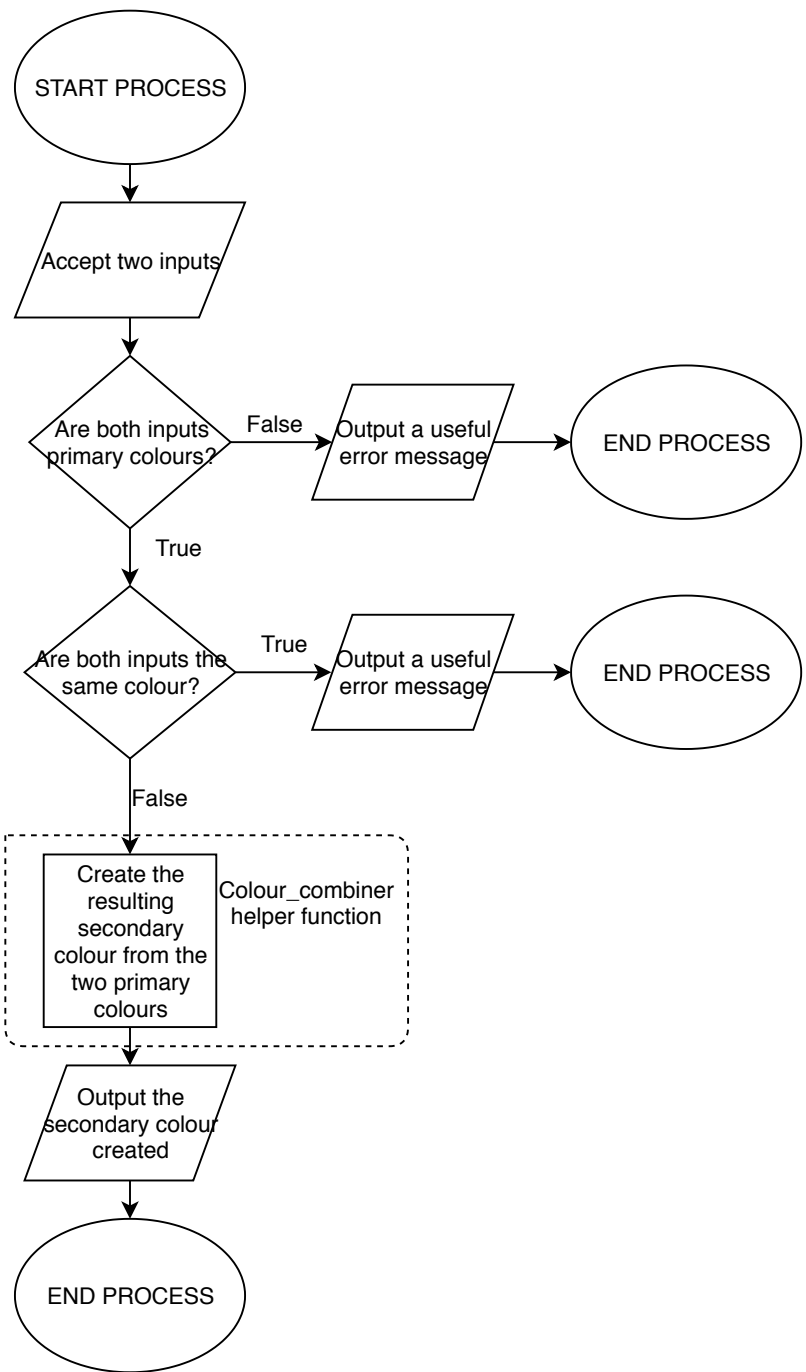 START PROCESS
Accept two inputs
Are both inputs
primary colours?
False
Output a useful
error message
END PROCESS
True
Are both inputs the
same colour?
True
Output a useful
error message
END PROCESS
False
Create the
resulting
secondary
colour from the
two primary
colours
Colour_combiner
helper function
Output the
secondary colour
created
END PROCESS